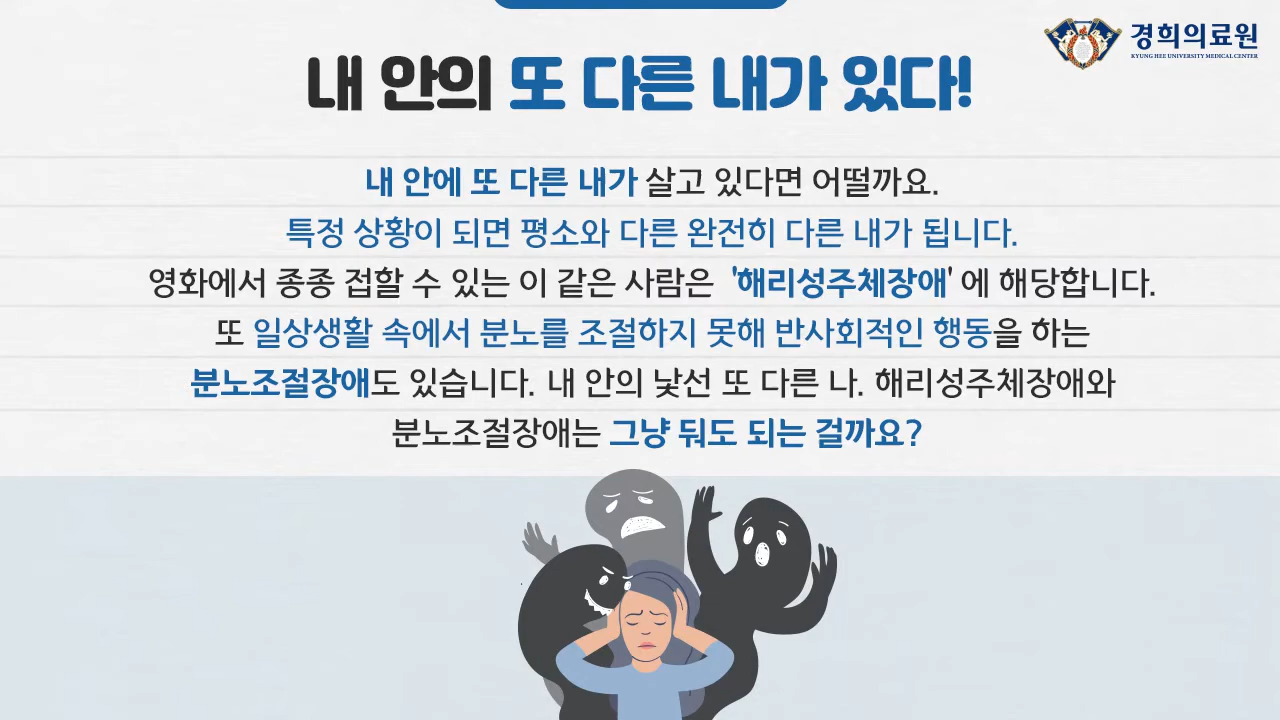 경희의료원
KYUNG HEE UNIVERSITY MEDICAL CENTER
내 안의 또 다른 내가 있다!
내 안에 또 다른 내가 살고 있다면 어떨까요.
특정 상황이 되면 평소와 다른 완전히 다른 내가 됩니다.
영화에서 종종 접할 수 있는 이 같은 사람은 '해리성주체장애' 에 해당합니다.
또 일상생활 속에서 분노를 조절하지 못해 반사회적인 행동을 하는
분노조절장애도 있습니다. 내 안의 낯선 또 다른 나. 해리성주체장애와
분노조절장애는 그냥 둬도 되는 걸까요?